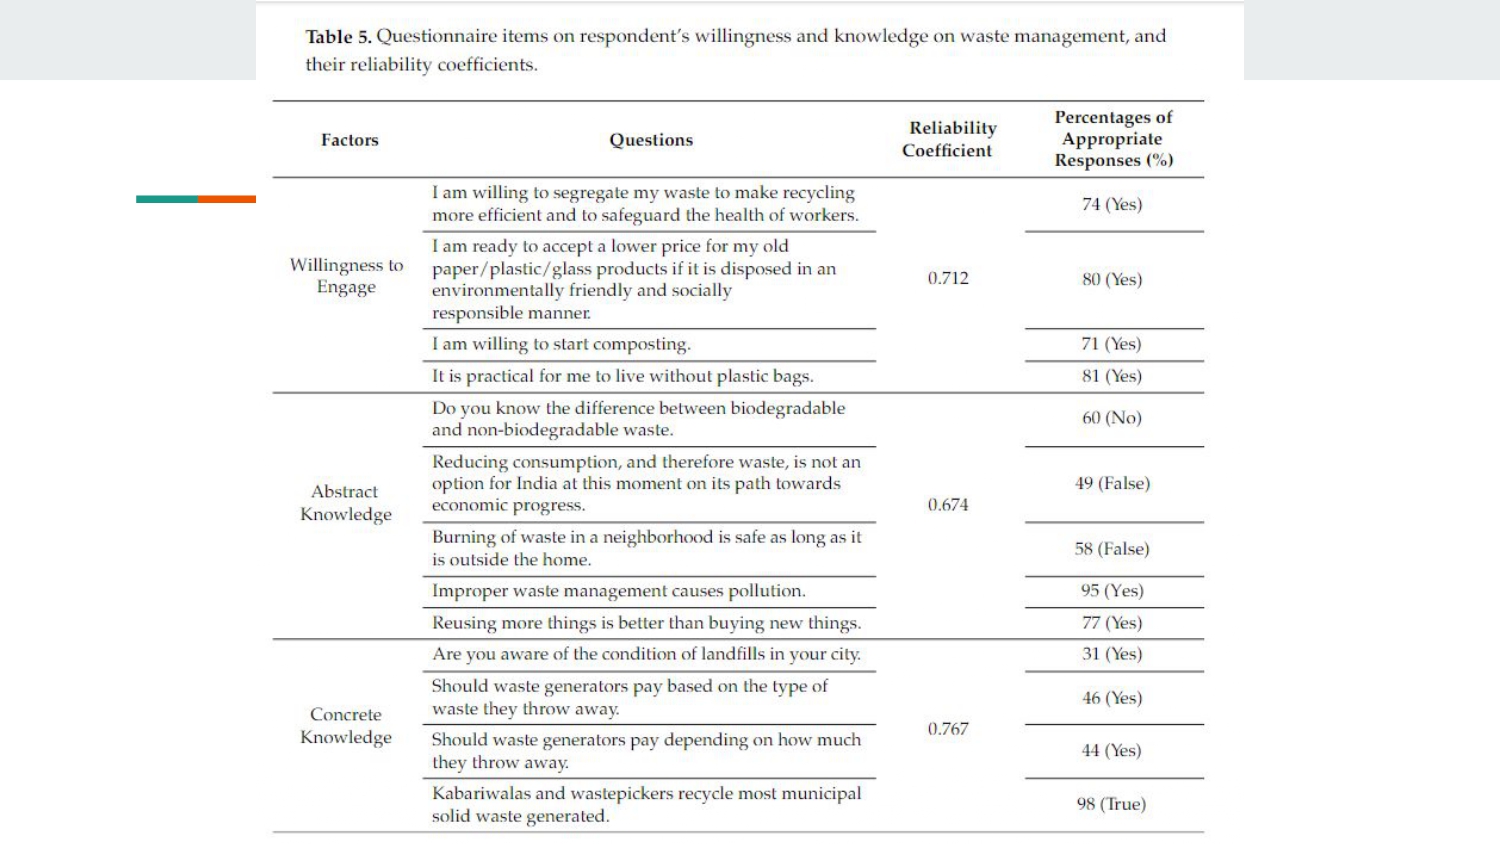 Table 5. Questionnaire items on respondent's willingness and knowledge on waste management, and
their reliability coefficients.
Factors
Questions
Reliability
Coefficient
Percentages of
Appropriate
Responses (%)
Willingness to
Engage
I am willing to segregate my waste to make recycling
more efficient and to safeguard the health of workers.
0.712
74 (Yes)
I am ready to accept a lower price for my old
paper/plastic/glass products if it is disposed in an
environmentally friendly and socially
responsible manner.
80 (Yes)
I am willing to start composting.
71 (Yes)
It is practical for me to live without plastic bags.
81 (Yes)
Abstract
Knowledge
Do you know the difference between biodegradable
and non-biodegradable waste.
0.674
60 (No)
Reducing consumption, and therefore waste, is not an
option for India at this moment on its path towards
economic progress.
49 (False)
Burning of waste in a neighborhood is safe as long as it
is outside the home.
58 (False)
Improper waste management causes pollution.
95 (Yes)
Reusing more things is better than buying new things.
77 (Yes)
Concrete
Knowledge
Are you aware of the condition of landfills in your city.
0.767
31 (Yes)
Should waste generators pay based on the type of
waste they throw away.
46 (Yes)
Should waste generators pay depending on how much
they throw away.
44 (Yes)
Kabariwalas and wastepickers recycle most municipal
solid waste generated.
98 (True)